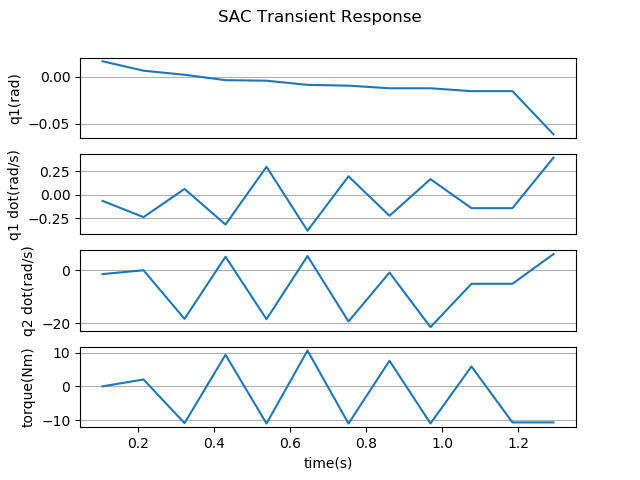 SAC Transient Response
q1(rad)
0.00
−0.05
q1 dot(rad/s)
0.25
0.00
−0.25
q2 dot(rad/s)
0
−20
torque(Nm)
10
0
−10
0.2 0.4 0.6 0.8 1.0 1.2
time(s)